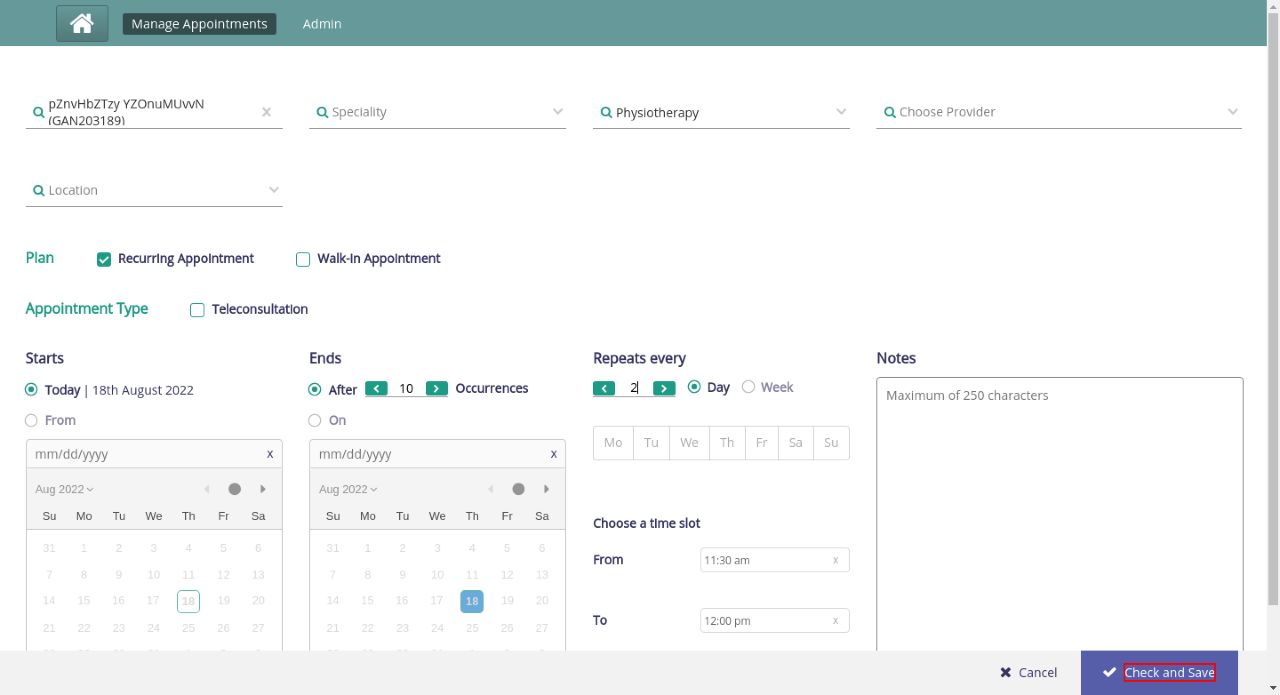 Manage Appointments Admin
pZnvHbZTzy YZOnuMUvvN
(GAN203189)
Speciality
Physiotherapy
Choose Provider
Location
Plan Recurring Appointment Walk-in Appointment
Appointment Type Teleconsultation
Starts Ends Repeats every Notes
Today | 18th August 2022 After 10 Occurrences 2 Day Week Maximum of 250 characters
From On
Mo Tu We Th Fr Sa Su
mm/dd/yyyy x mm/dd/yyyy x
Aug 2022 Aug 2022
Su Mo Tu We Th Fr Sa Su Mo Tu We Th Fr Sa
Choose a time slot
31 1 2 3 4 5 6 31 1 2 3 4 5 6
From 11:30 am x
7 8 9 10 11 12 13 7 8 9 10 11 12 13
14 15 16 17 18 19 20 14 15 16 17 18 19 20
To 12:00 pm x
21 22 23 24 25 26 27 21 22 23 24 25 26 27
Cancel Check and Save